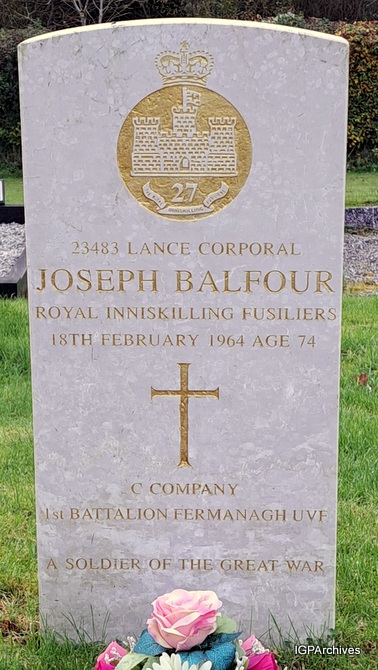 27
INNISKILLING
23483 LANCE CORPORAL
JOSEPH BALFOUR
ROYAL INNISKILLING FUSILIERS
18TH FEBRUARY 1964 AGE 74
C COMPANY
1st BATTALION FERMANAGH UVF
A SOLDIER OF THE GREAT WAR
IGPArchives